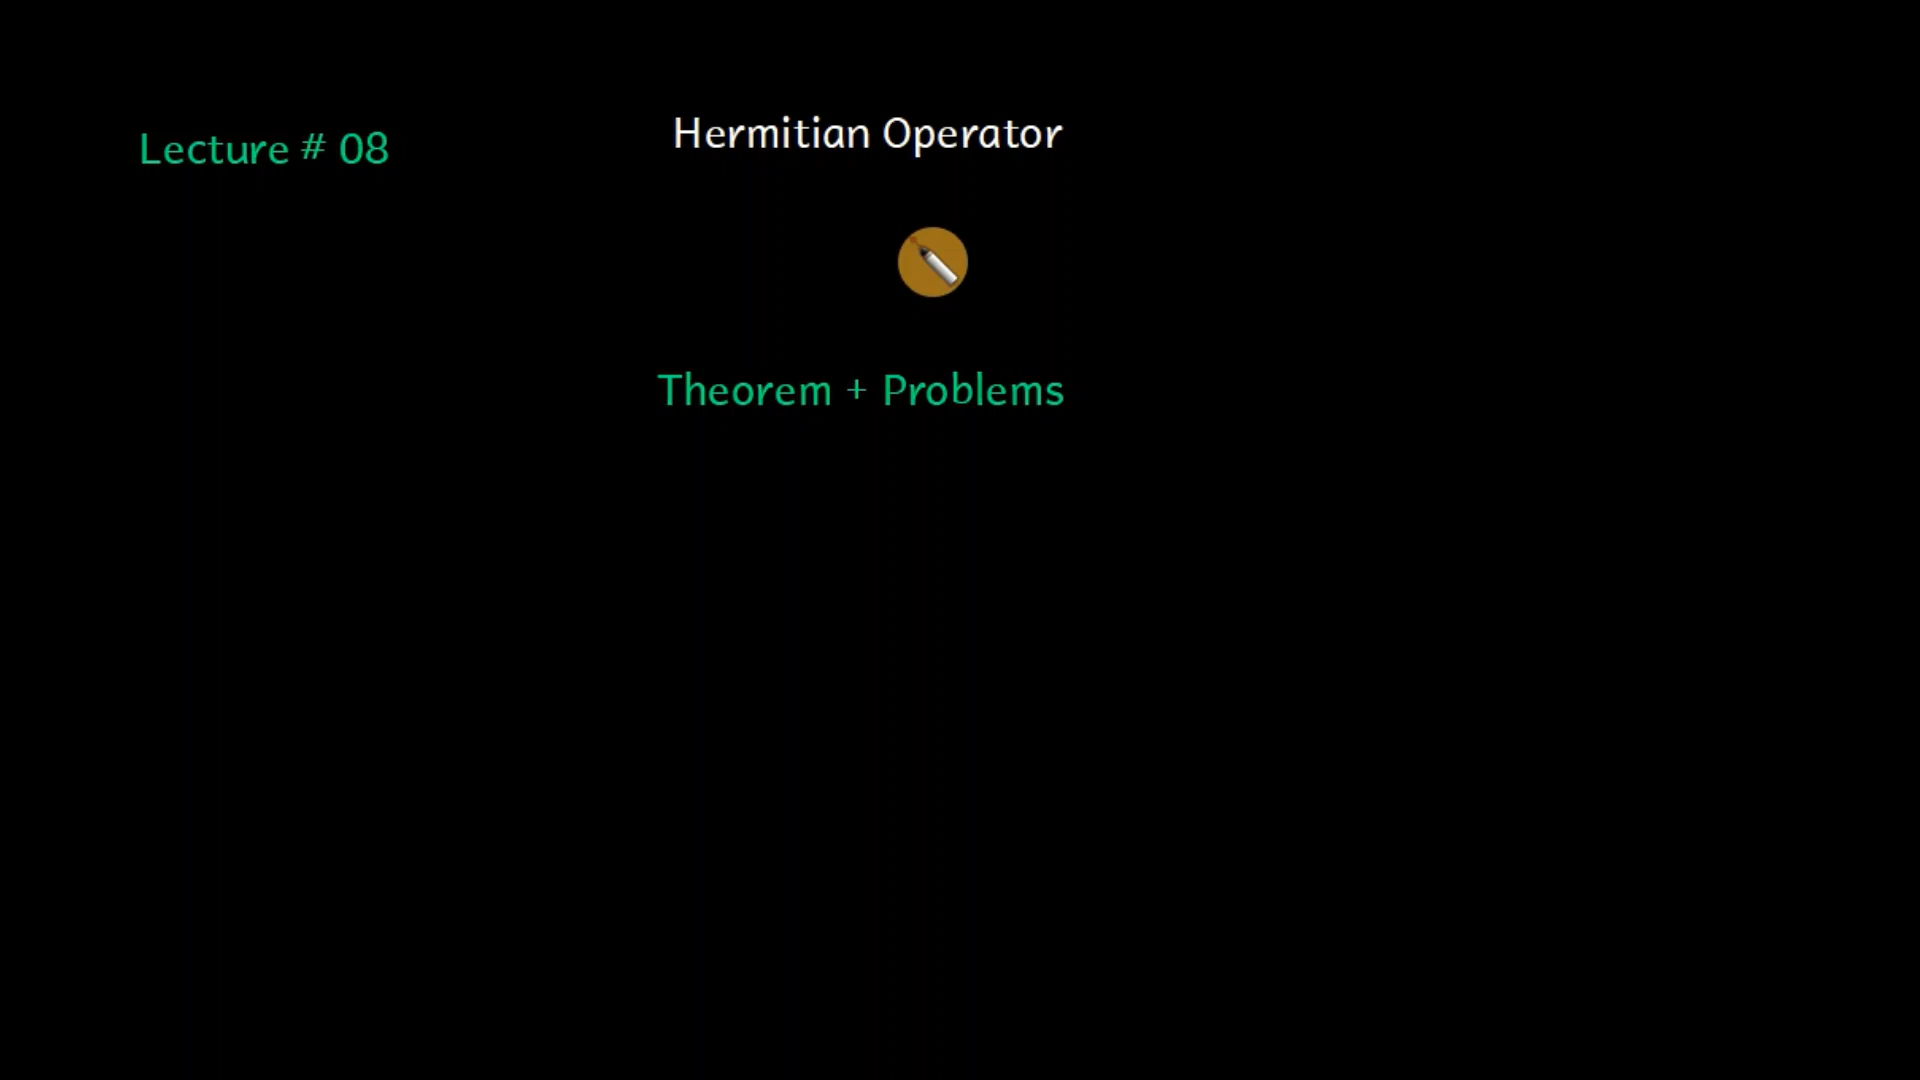 Lecture # 08
Hermitian Operator
Theorem + Problems